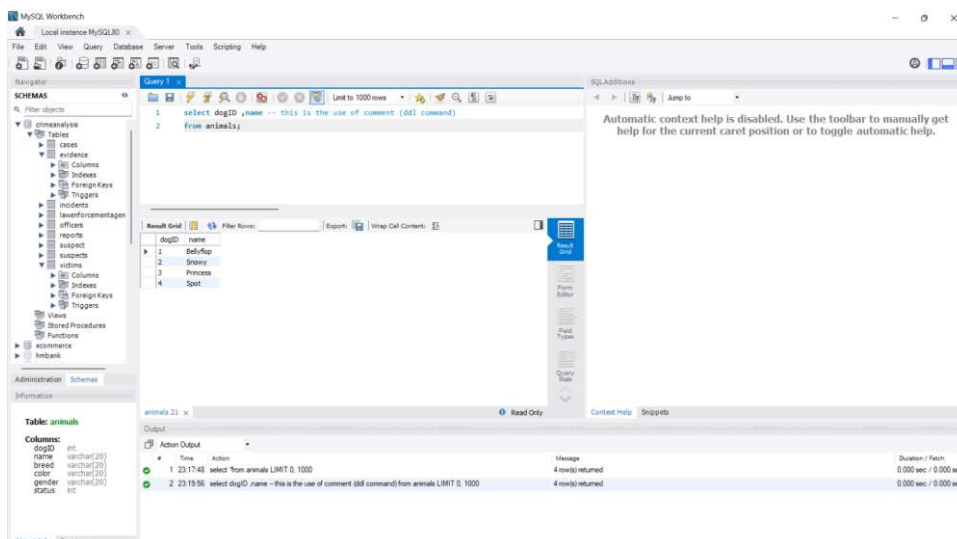 MySQL Workbench
Local instance MySQL80 ×
File Edit View Query Database Server Tools Scripting Help
Navigator
SCHEMAS
Filter objects
crimeanalysis
Tables
cases
evidence
Columns
Indexes
Foreign Keys
Triggers
incidents
lawenforcementagen
officers
reports
suspect
suspects
victims
Columns
Indexes
Foreign Keys
Triggers
Views
Stored Procedures
Functions
ecommerce
hmbank
Administration Schemas
Information
Table: animals
Columns:
dogID int
name varchar(20)
breed varchar(20)
color varchar(20)
gender varchar(20)
status int
Query 1 ×
Limit to 1000 rows
1 select dogID ,name -- this is the use of comment (ddl command)
2 from animals;
Result Grid Filter Rows: Export: Wrap Cell Content:
dogID name
1 Bellyflop
2 Snowy
3 Princess
4 Spot
Result Grid
Form Editor
Field Types
Query Stats
animals 21 ×
Read Only
SQLAdditions
Jump to
Automatic context help is disabled. Use the toolbar to manually get
help for the current caret position or to toggle automatic help.
Context Help Snippets
Output
Action Output
# Time Action Message Duration / Fetch
1 23:17:48 select *from animals LIMIT 0, 1000 4 row(s) returned 0.000 sec / 0.000 se
2 23:19:56 select dogID ,name -- this is the use of comment (ddl command) from animals LIMIT 0, 1000 4 row(s) returned 0.000 sec / 0.000 se